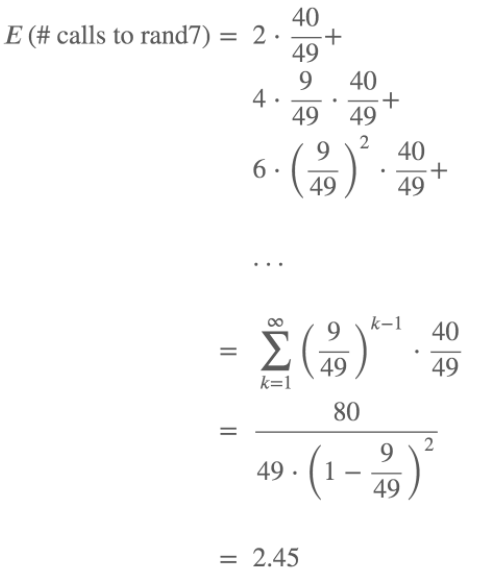 E (# calls to rand7) = 2 · 40/49 +
4 · 9/49 · 40/49 +
6 · (9/49)^2 · 40/49 +
...
= ∑_{k=1}^{∞} (9/49)^{k−1} · 40/49
= 80 / (49 · (1 − 9/49)^2)
= 2.45